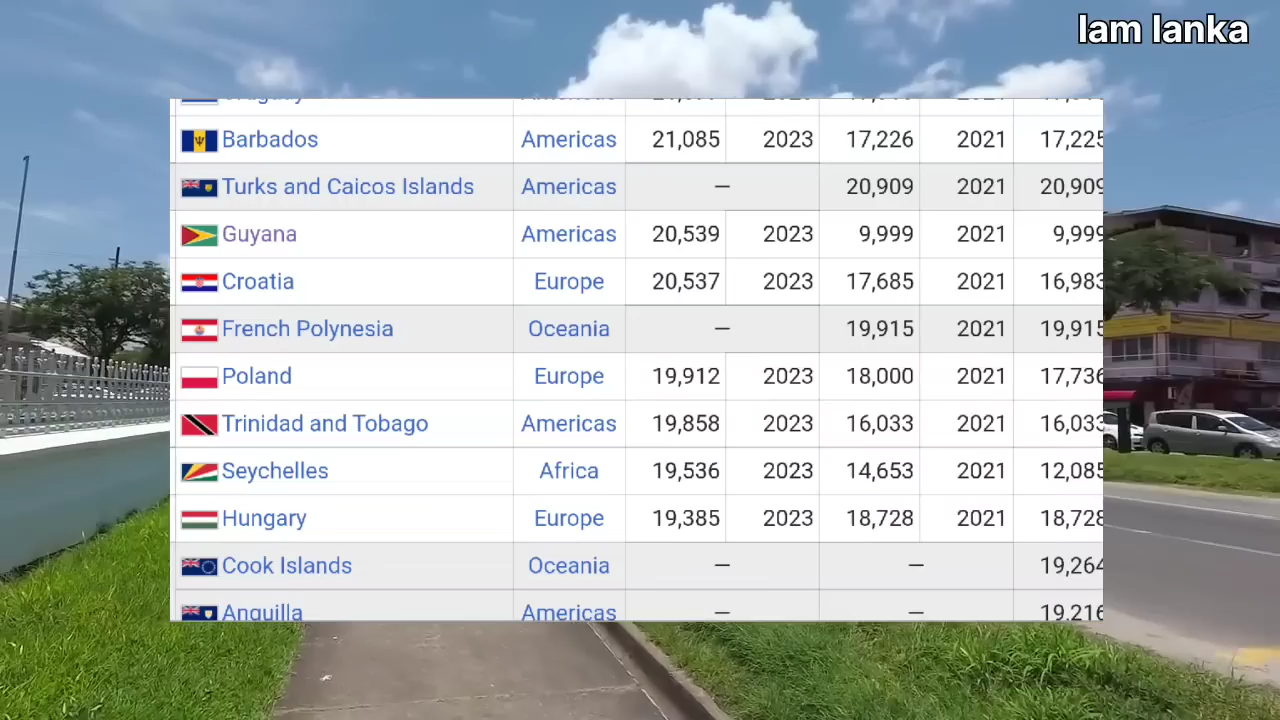 Iam lanka
Barbados Americas 21,085 2023 17,226 2021 17,225
Turks and Caicos Islands Americas — 20,909 2021 20,909
Guyana Americas 20,539 2023 9,999 2021 9,999
Croatia Europe 20,537 2023 17,685 2021 16,983
French Polynesia Oceania — 19,915 2021 19,915
Poland Europe 19,912 2023 18,000 2021 17,736
Trinidad and Tobago Americas 19,858 2023 16,033 2021 16,033
Seychelles Africa 19,536 2023 14,653 2021 12,085
Hungary Europe 19,385 2023 18,728 2021 18,728
Cook Islands Oceania — — 19,264
Anguilla Americas — — 19,216